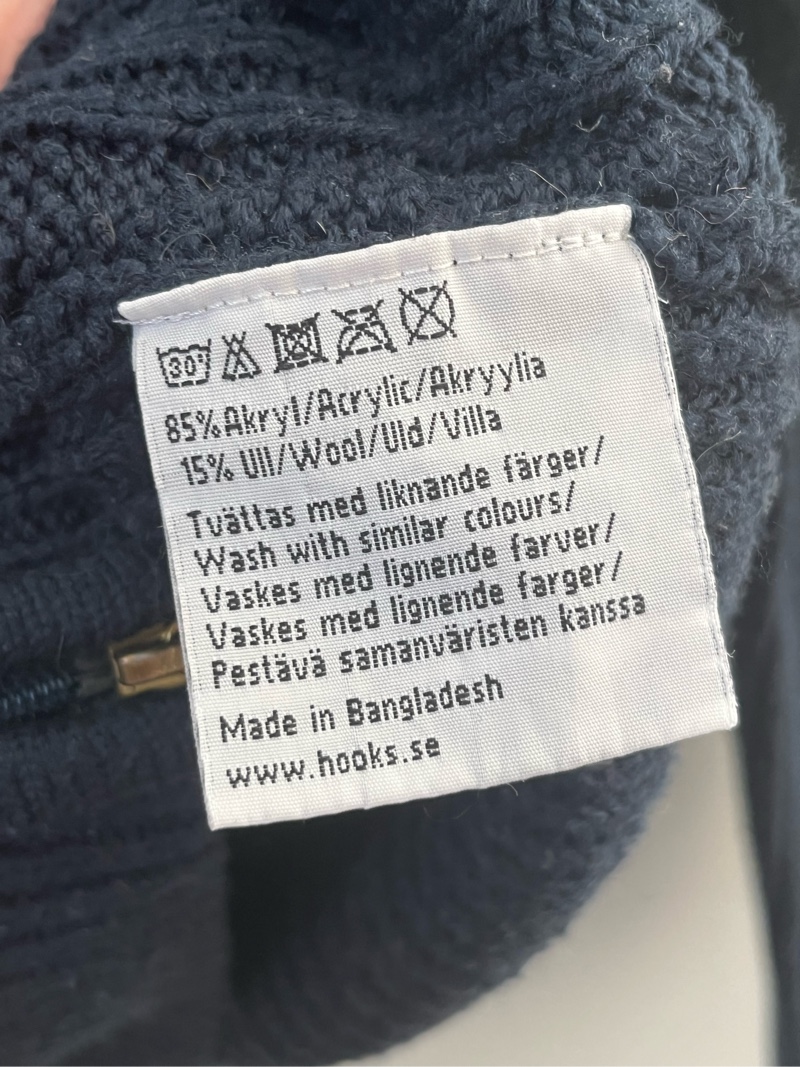 30°
85%Akryl/Acrylic/Akryylia
15% Ull/Wool/Uld/Villa
Tvättas med liknande färger/
Wash with similar colours/
Vaskes med lignende farver/
Vaskes med lignende farger/
Pestävä samanväristen kanssa
Made in Bangladesh
www.hooks.se